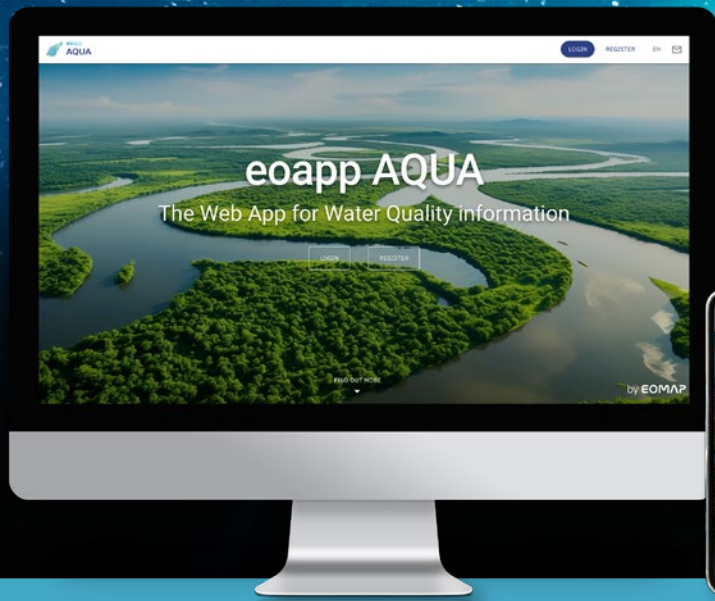 AQUA
LOGIN
REGISTER
EN
eoapp AQUA
The Web App for Water Quality information
LOGIN
REGISTER
FIND OUT MORE
by EOMAP